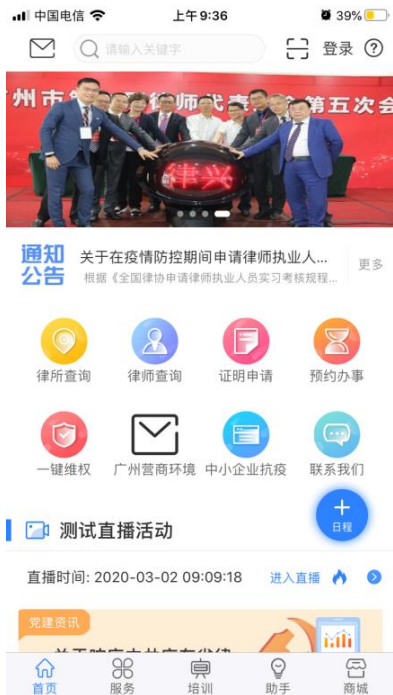 中国电信 上午9:36 39%
请输入关键字 登录
州市 律师代表 会第五次会
律兴
通知
公告
关于在疫情防控期间申请律师执业人...
根据《全国律协申请律师执业人员实习考核规程...
更多
律所查询 律师查询 证明申请 预约办事
一键维权 广州营商环境 中小企业抗疫 联系我们
测试直播活动
+
日程
直播时间: 2020-03-02 09:09:18 进入直播
党建资讯
首页 服务 培训 助手 商城